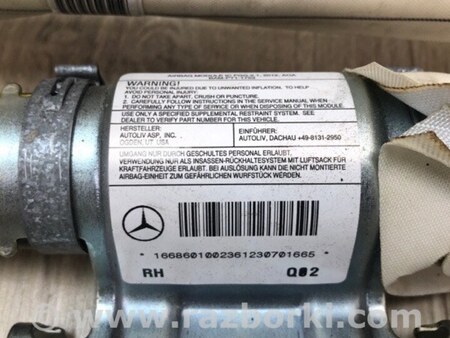 WARNING!
TO AVOID INJURIES DUE TO UNWANTED INFLATION, TO HELP
AVOID PERSONAL INJURY:
1. DO NOT TAKE APART, CRUSH OR PUNCTURE.
2. CAREFULLY FOLLOW INSTRUCTIONS IN THE SERVICE MANUAL WHEN
PERFORMING ANY TYPE OF SERVICE OR WHEN DISPOSING OF THIS MODULE.
USE ONLY A SPECIFIED SUPPLEMENTAL RESTRAINT SYSTEM. SEE
DEALER TO VERIFY PART NUMBER FOR THIS VEHICLE.
HERSTELLER: EINFÜHRER:
AUTOLIV ASP, INC. AUTOLIV, DACHAU +49-8131-2950
OGDEN, UT USA
UMGANG NUR DURCH GESCHULTES PERSONAL ERLAUBT.
VERWENDUNG NUR ALS INSASSEN-RÜCKHALTESYSTEM MIT LUFTSACK FÜR
KRAFTFAHRZEUGE ERLAUBT. BEI AUSLÖSUNG KANN DIE NICHT MONTIERTE
AIRBAG-EINHEIT ZUM GEFÄHRLICHEN WURFSTÜCK WERDEN.
*1668601002361230701665*
RH Q02
© www.razborki.com